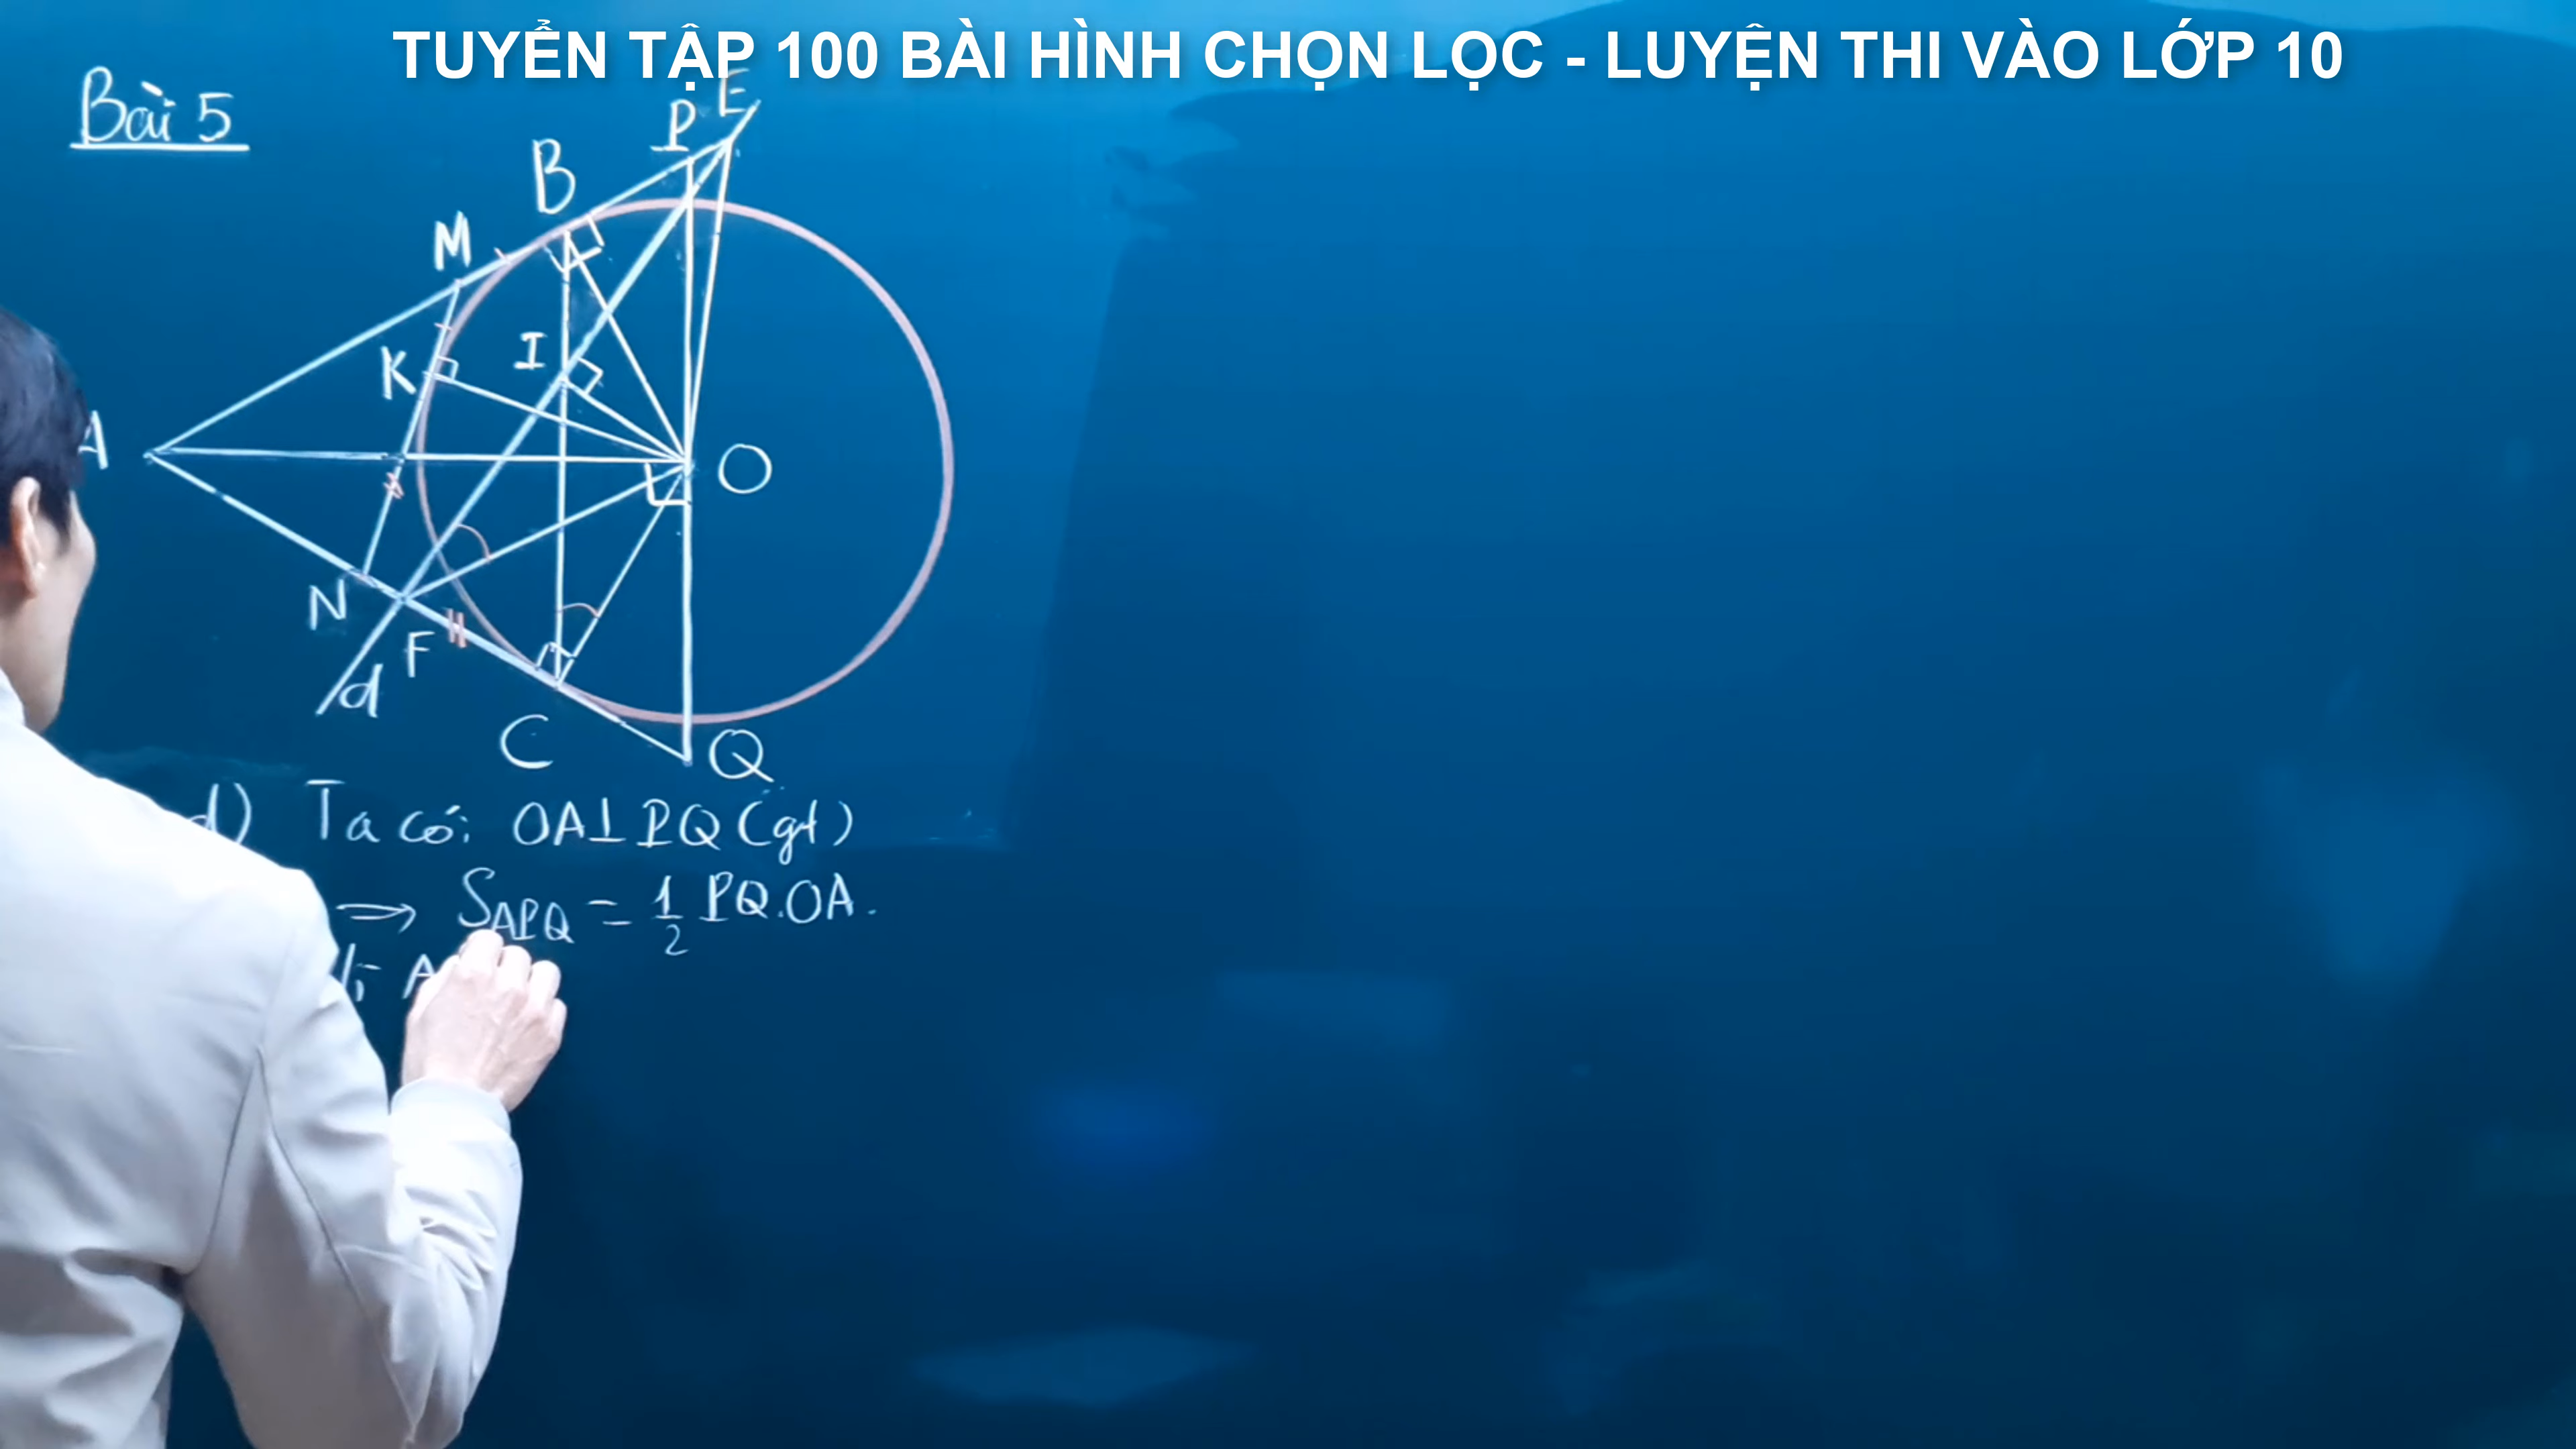 TUYỂN TẬP 100 BÀI HÌNH CHỌN LỌC - LUYỆN THI VÀO LỚP 10
Bài 5
E
P
B
M
I
K
A
O
N
F
d
C
Q
d) Ta có: OA⊥PQ (gt)
⇒ S_APQ = 1/2 PQ.OA.